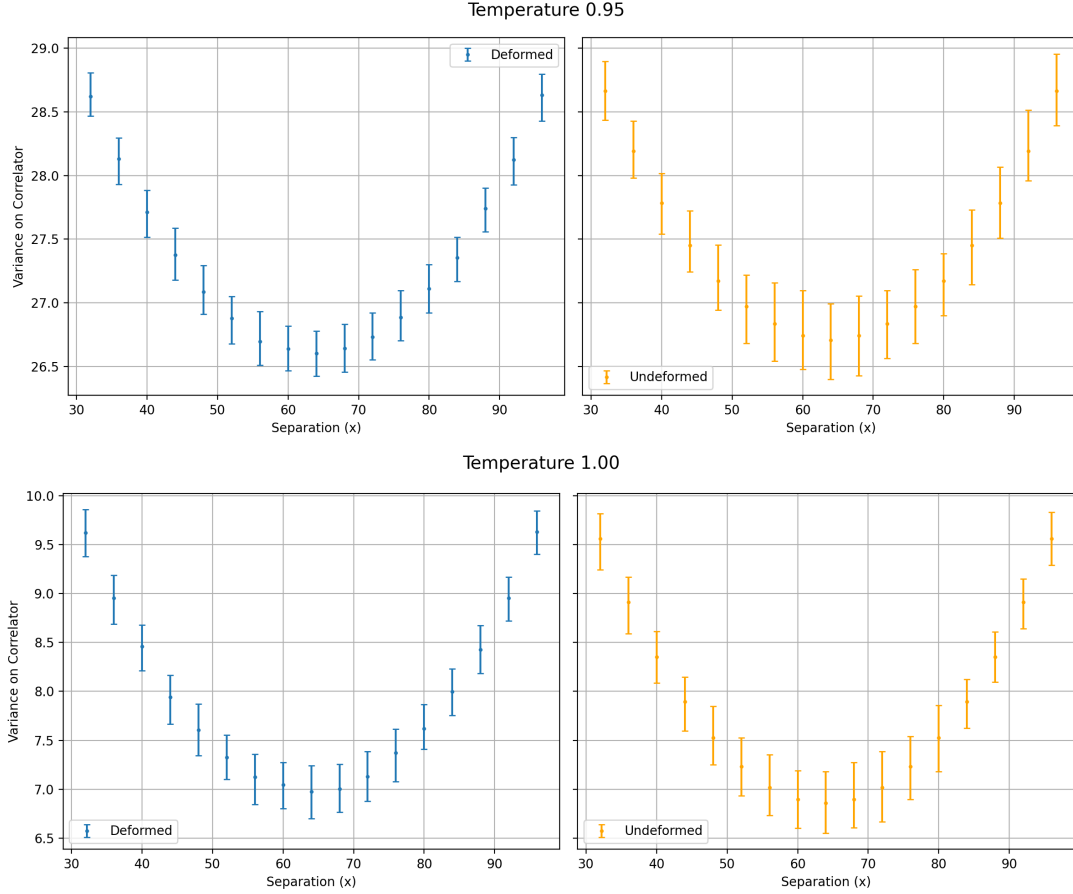 Temperature 0.95
Variance on Correlator
29.0
28.5
28.0
27.5
27.0
26.5
Deformed
30 40 50 60 70 80 90
Separation (x)
Undeformed
30 40 50 60 70 80 90
Separation (x)
Temperature 1.00
Variance on Correlator
10.0
9.5
9.0
8.5
8.0
7.5
7.0
6.5
Deformed
30 40 50 60 70 80 90
Separation (x)
Undeformed
30 40 50 60 70 80 90
Separation (x)